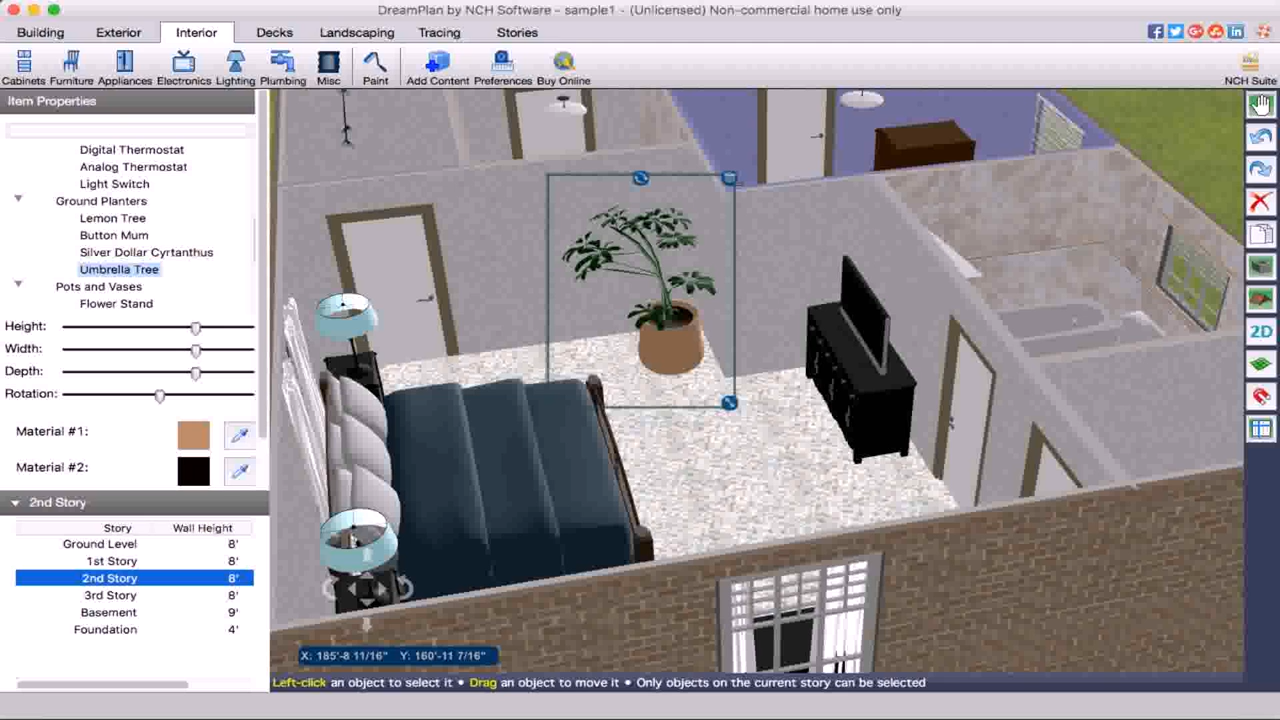 DreamPlan by NCH Software - sample1 - (Unlicensed) Non-commercial home use only
Building Exterior Interior Decks Landscaping Tracing Stories
Cabinets Furniture Appliances Electronics Lighting Plumbing Misc Paint Add Content Preferences Buy Online NCH Suite
Item Properties
Digital Thermostat
Analog Thermostat
Light Switch
Ground Planters
Lemon Tree
Button Mum
Silver Dollar Cyrtanthus
Umbrella Tree
Pots and Vases
Flower Stand
Height:
Width:
Depth:
Rotation:
Material #1:
Material #2:
2D
2nd Story
Story Wall Height
Ground Level 8'
1st Story 8'
2nd Story 8'
3rd Story 8'
Basement 9'
Foundation 4'
X: 185'-8 11/16" Y: 160'-11 7/16"
Left-click an object to select it • Drag an object to move it • Only objects on the current story can be selected